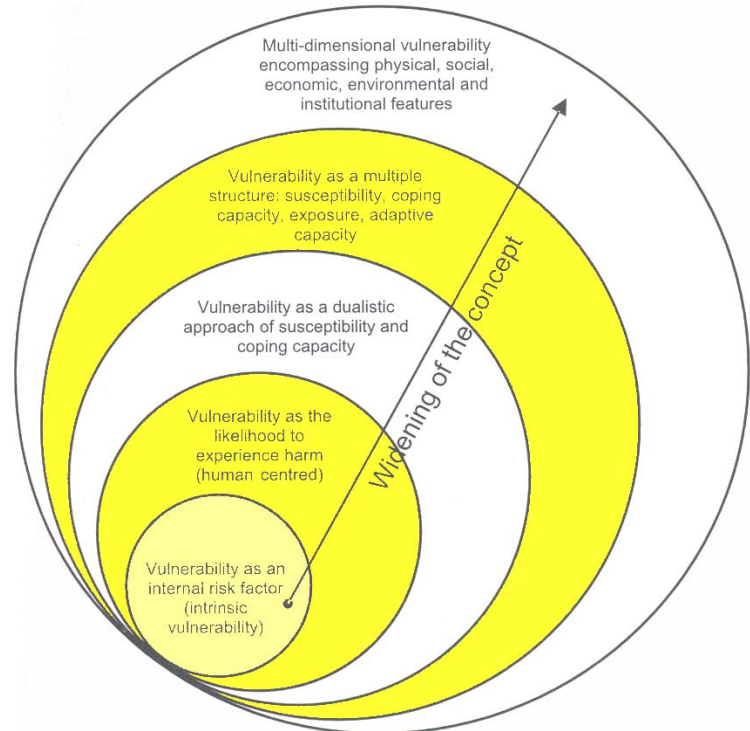 Multi-dimensional vulnerability
encompassing physical, social,
economic, environmental and
institutional features
Vulnerability as a multiple
structure: susceptibility, coping
capacity, exposure, adaptive
capacity
Vulnerability as a dualistic
approach of susceptibility and
coping capacity
Widening of the concept
Vulnerability as the
likelihood to
experience harm
(human centred)
Vulnerability as an
internal risk factor
(intrinsic
vulnerability)